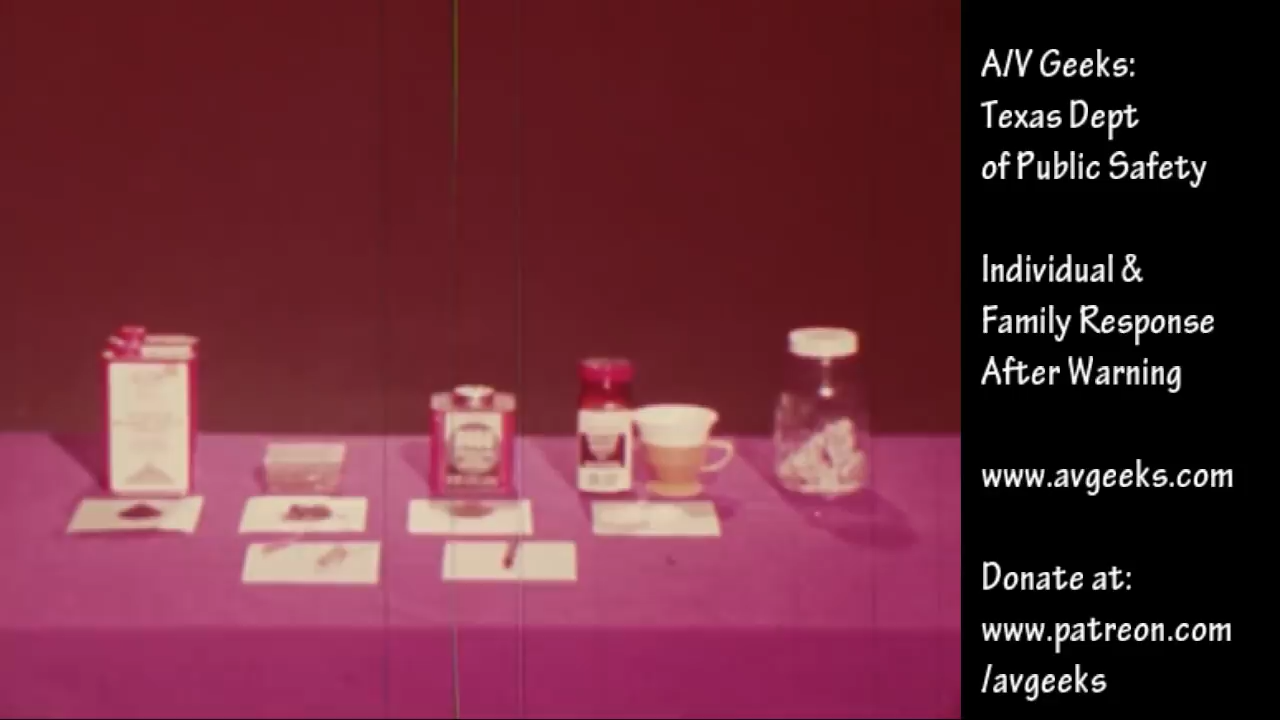 A/V Geeks:
Texas Dept
of Public Safety
Individual &
Family Response
After Warning
www.avgeeks.com
Donate at:
www.patreon.com
/avgeeks